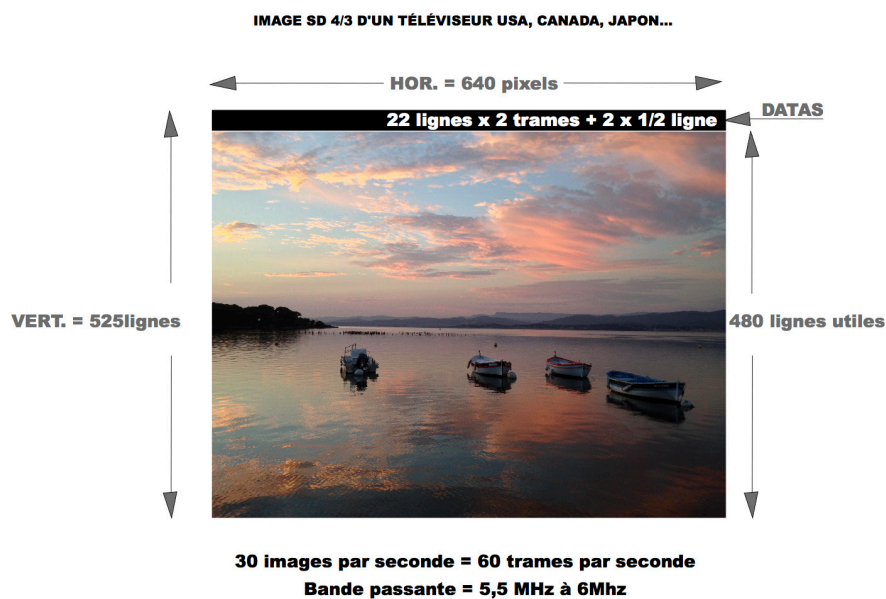 IMAGE SD 4/3 D'UN TÉLÉVISEUR USA, CANADA, JAPON...
HOR. = 640 pixels
22 lignes x 2 trames + 2 x 1/2 ligne
DATAS
VERT. = 525lignes
480 lignes utiles
30 images par seconde = 60 trames par seconde
Bande passante = 5,5 MHz à 6Mhz